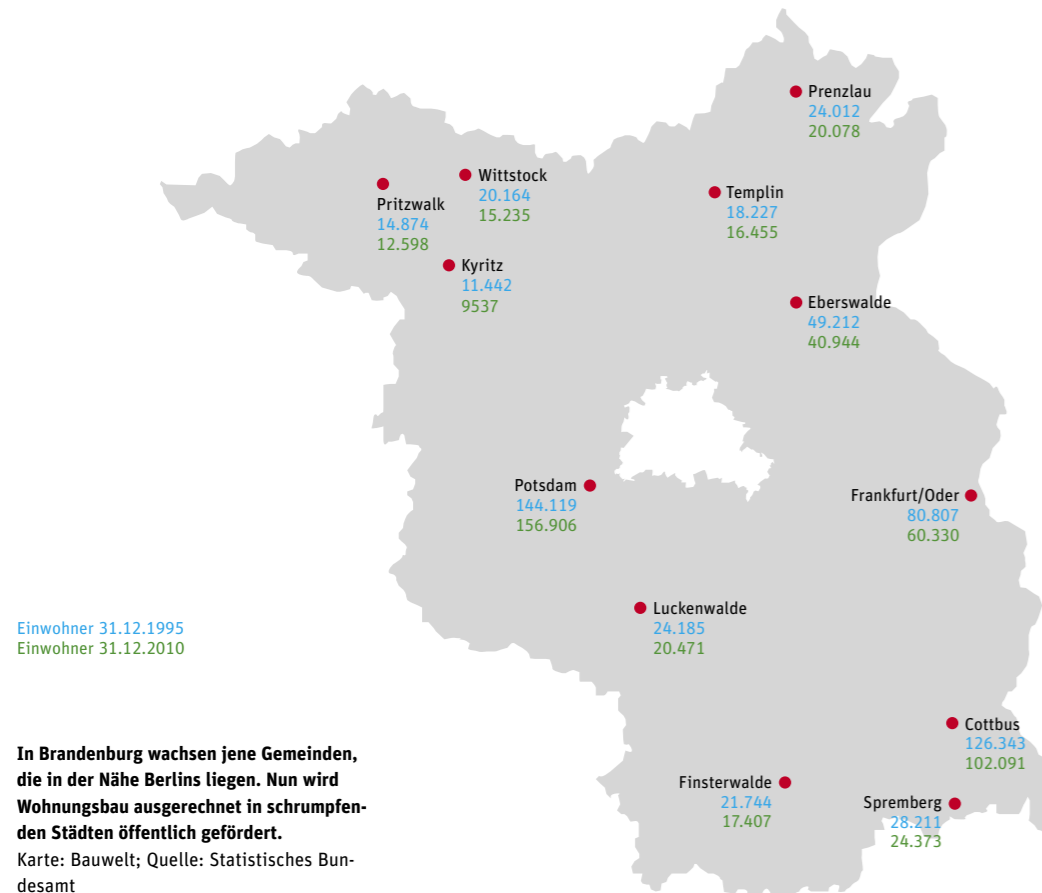 Prenzlau
24.012
20.078
Wittstock
20.164
15.235
Pritzwalk
14.874
12.598
Templin
18.227
16.455
Kyritz
11.442
9537
Eberswalde
49.212
40.944
Potsdam
144.119
156.906
Frankfurt/Oder
80.807
60.330
Luckenwalde
24.185
20.471
Einwohner 31.12.1995
Einwohner 31.12.2010
Cottbus
126.343
102.091
Finsterwalde
21.744
17.407
Spremberg
28.211
24.373
In Brandenburg wachsen jene Gemeinden,
die in der Nähe Berlins liegen. Nun wird
Wohnungsbau ausgerechnet in schrumpfen-
den Städten öffentlich gefördert.
Karte: Bauwelt; Quelle: Statistisches Bun-
desamt